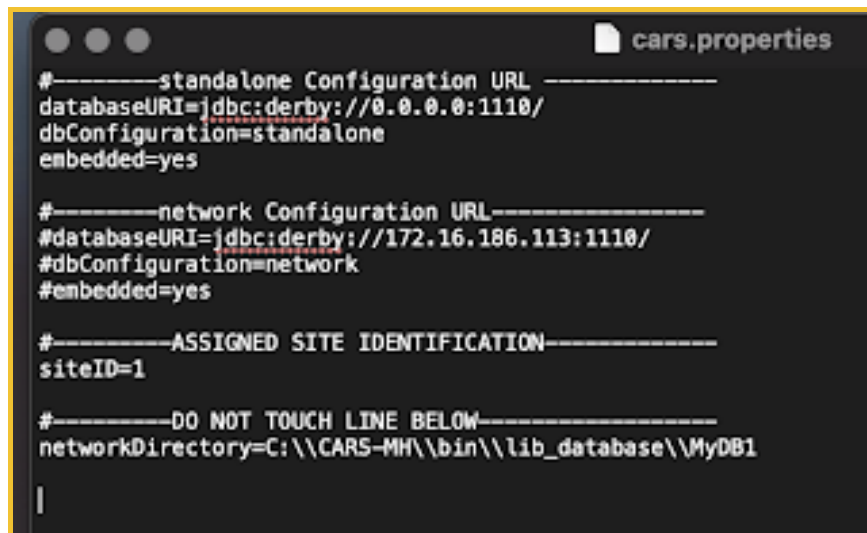 cars.properties
#————————standalone Configuration URL —————————————
databaseURI=jdbc:derby://0.0.0.0:1110/
dbConfiguration=standalone
embedded=yes
#————————network Configuration URL————————————————
#databaseURI=jdbc:derby://172.16.186.113:1110/
#dbConfiguration=network
#embedded=yes
#—————————ASSIGNED SITE IDENTIFICATION—————————————
siteID=1
#—————————DO NOT TOUCH LINE BELOW——————————————————
networkDirectory=C:\\CARS-MH\\bin\\lib_database\\MyDB1